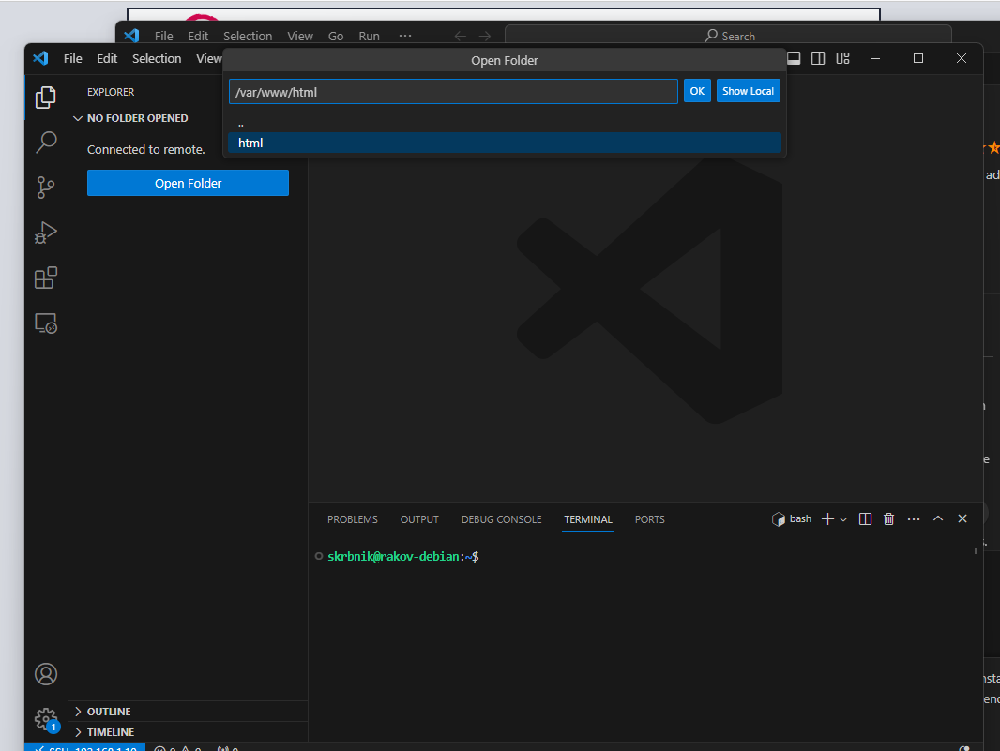 File Edit Selection View Go Run ··· Search
File Edit Selection View
Open Folder
/var/www/html OK Show Local
..
html
EXPLORER
NO FOLDER OPENED
Connected to remote.
Open Folder
ad
e
PROBLEMS OUTPUT DEBUG CONSOLE TERMINAL PORTS bash
skrbnik@rakov-debian:~$
OUTLINE
1
TIMELINE